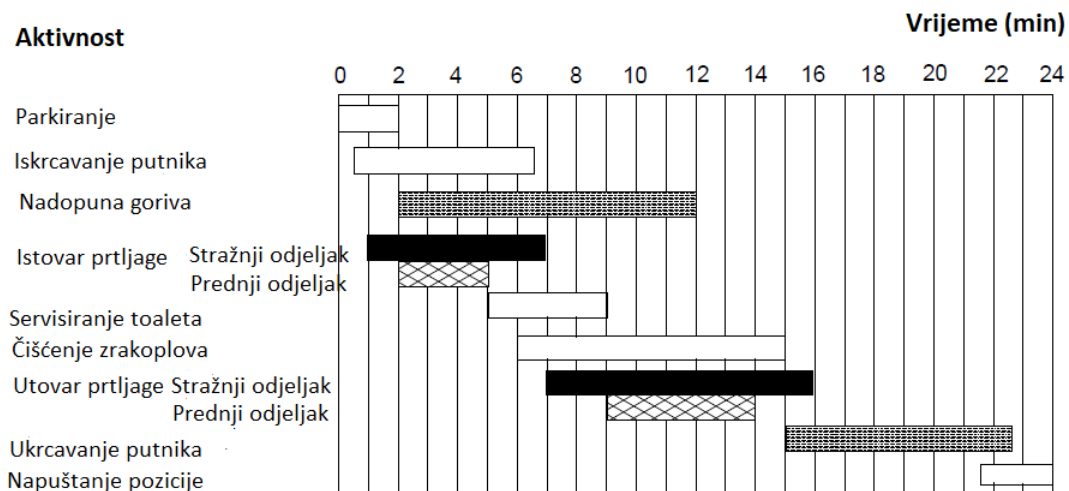 Aktivnost
Vrijeme (min)
0 2 4 6 8 10 12 14 16 18 20 22 24
Parkiranje
Iskrcavanje putnika
Nadopuna goriva
Istovar prtljage Stražnji odjeljak
Prednji odjeljak
Servisiranje toaleta
Čišćenje zrakoplova
Utovar prtljage Stražnji odjeljak
Prednji odjeljak
Ukrcavanje putnika
Napuštanje pozicije